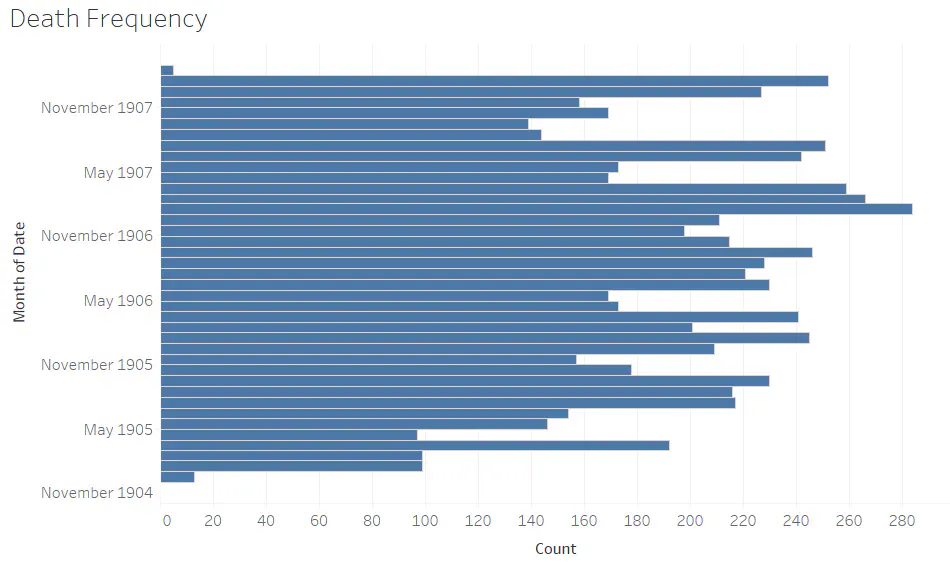 Death Frequency
Month of Date
November 1907
May 1907
November 1906
May 1906
November 1905
May 1905
November 1904
0 20 40 60 80 100 120 140 160 180 200 220 240 260 280
Count